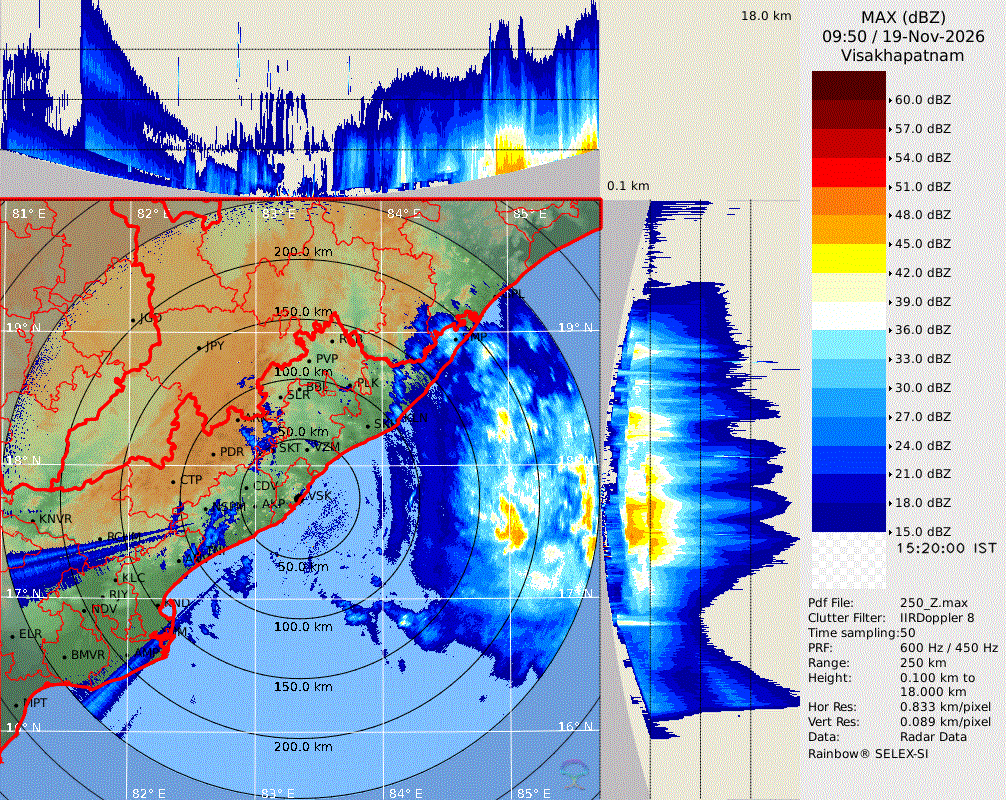 18.0 km
0.1 km
MAX (dBZ)
09:50 / 19-Nov-2026
Visakhapatnam
60.0 dBZ
57.0 dBZ
54.0 dBZ
51.0 dBZ
48.0 dBZ
45.0 dBZ
42.0 dBZ
39.0 dBZ
36.0 dBZ
33.0 dBZ
30.0 dBZ
27.0 dBZ
24.0 dBZ
21.0 dBZ
18.0 dBZ
15.0 dBZ
15:20:00 IST
Pdf File: 250_Z.max
Clutter Filter: IIRDoppler 8
Time sampling:50
PRF: 600 Hz / 450 Hz
Range: 250 km
Height: 0.100 km to
18.000 km
Hor Res: 0.833 km/pixel
Vert Res: 0.089 km/pixel
Data: Radar Data
Rainbow® SELEX-SI
81° E 82° E 83° E 84° E 85° E
200.0 km
150.0 km
19° N 19° N
JGD
JPY
PVP
100.0 km
BBL PLK
SLR
50.0 km
SKT VZM
PDR
18° N 18° N
CTP
CDV
VSK
AKP
KNVR
50.0 km
KLC
RJY
NDV
17° N 17° N
100.0 km
ELR
BMVR
150.0 km
MPT
16° N 16° N
200.0 km
82° E 83° E 84° E 85° E